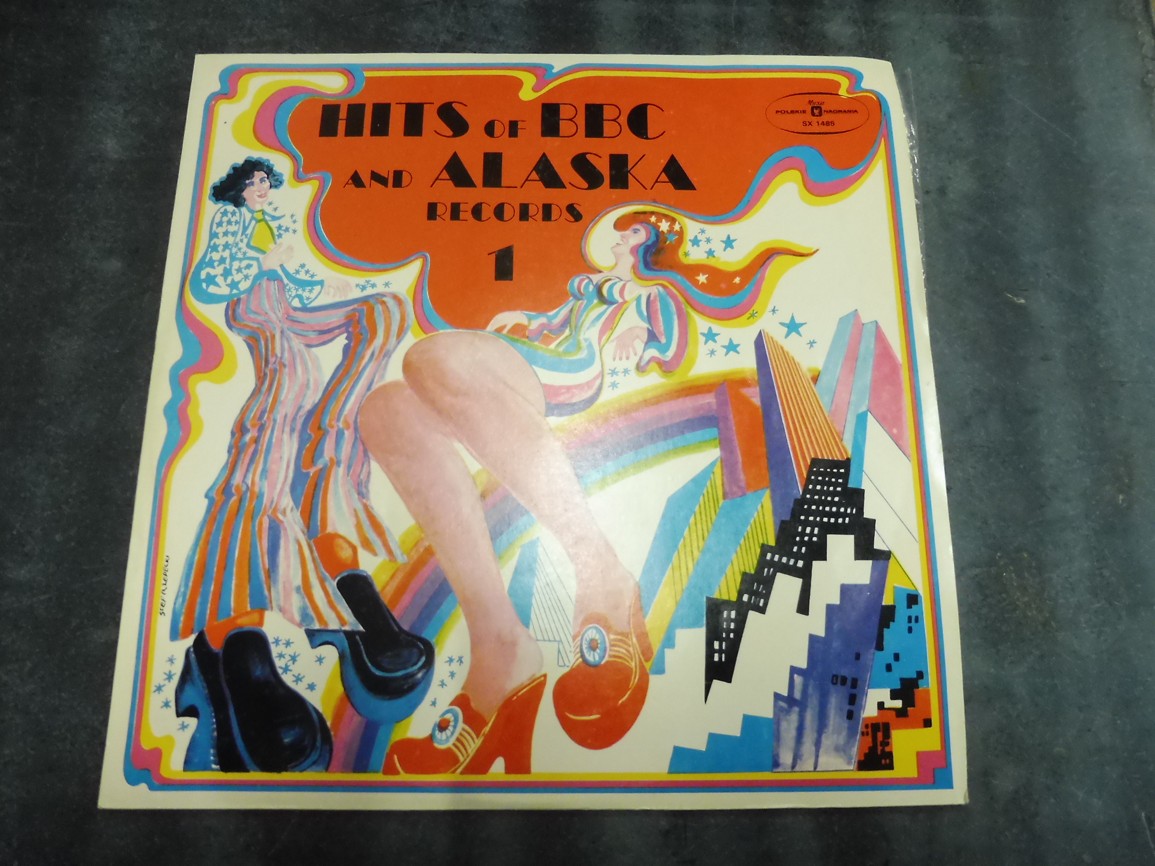 HITS OF BBC
AND ALASKA
RECORDS
1
POLSKIE NAGRANIA
SX 1485